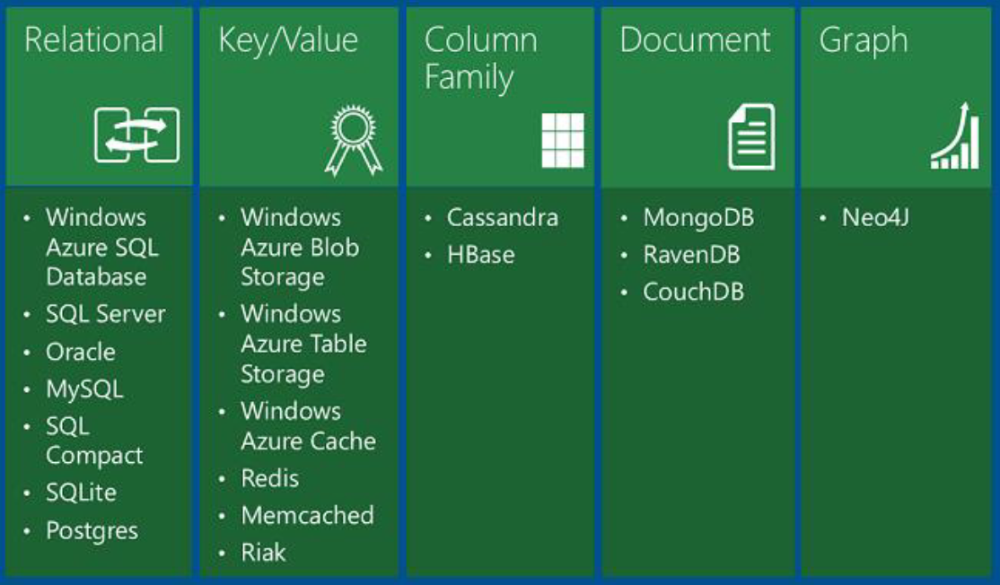 Relational
• Windows
Azure SQL
Database
• SQL Server
• Oracle
• MySQL
• SQL
Compact
• SQLite
• Postgres
Key/Value
• Windows
Azure Blob
Storage
• Windows
Azure Table
Storage
• Windows
Azure Cache
• Redis
• Memcached
• Riak
Column
Family
• Cassandra
• HBase
Document
• MongoDB
• RavenDB
• CouchDB
Graph
• Neo4J